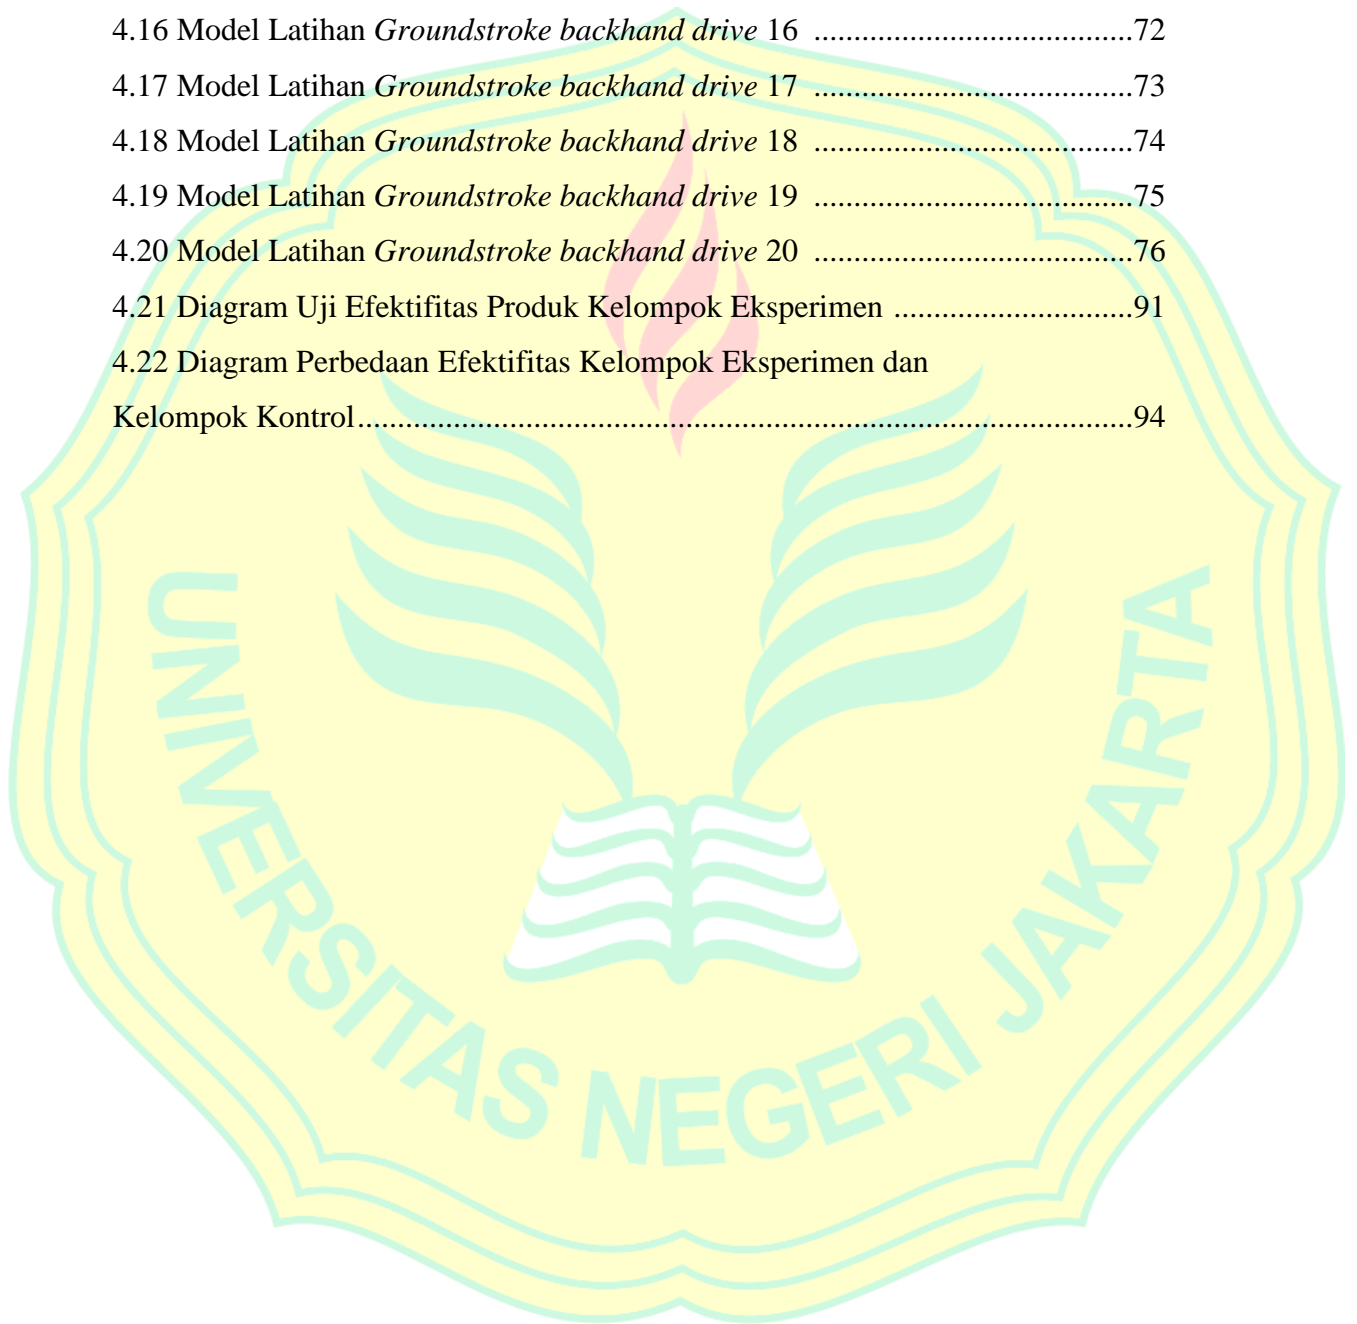 4.16 Model Latihan Groundstroke backhand drive 16 ........................................72
4.17 Model Latihan Groundstroke backhand drive 17 ........................................73
4.18 Model Latihan Groundstroke backhand drive 18 ........................................74
4.19 Model Latihan Groundstroke backhand drive 19 ........................................75
4.20 Model Latihan Groundstroke backhand drive 20 ........................................76
4.21 Diagram Uji Efektifitas Produk Kelompok Eksperimen ..............................91
4.22 Diagram Perbedaan Efektifitas Kelompok Eksperimen dan
Kelompok Kontrol.................................................................................................94
UNIVERSITAS NEGERI JAKARTA